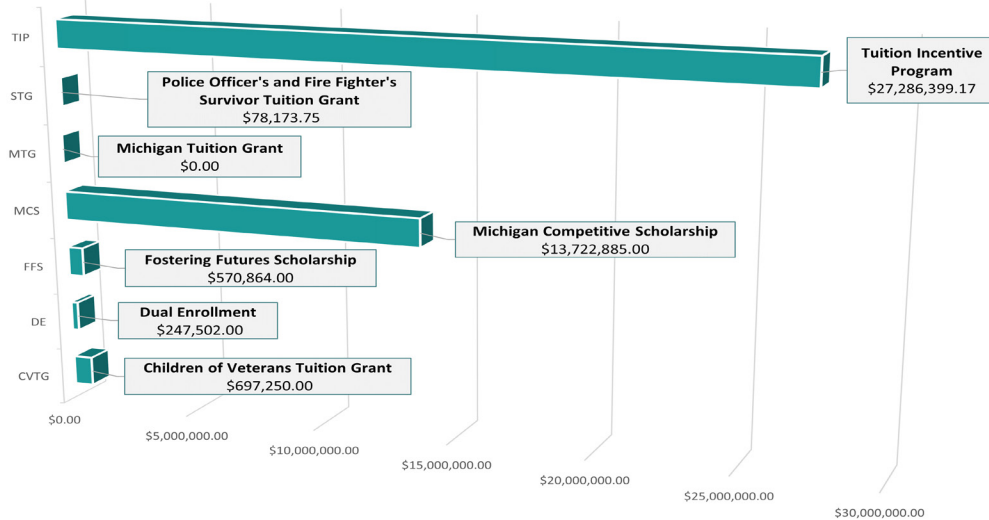 TIP
Tuition Incentive
Program
$27,286,399.17
STG
Police Officer's and Fire Fighter's
Survivor Tuition Grant
$78,173.75
MTG
Michigan Tuition Grant
$0.00
MCS
Michigan Competitive Scholarship
$13,722,885.00
FFS
Fostering Futures Scholarship
$570,864.00
DE
Dual Enrollment
$247,502.00
CVTG
Children of Veterans Tuition Grant
$697,250.00
$0.00
$5,000,000.00
$10,000,000.00
$15,000,000.00
$20,000,000.00
$25,000,000.00
$30,000,000.00